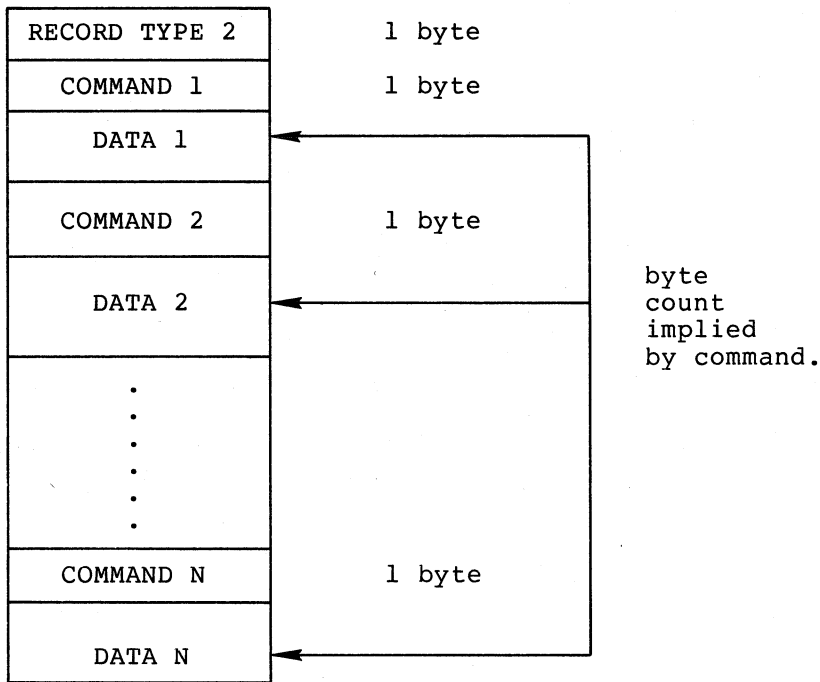 RECORD TYPE 2 1 byte
COMMAND 1 1 byte
DATA 1
COMMAND 2 1 byte
DATA 2
byte
count
implied
by command.
.
.
.
.
.
.
COMMAND N 1 byte
DATA N